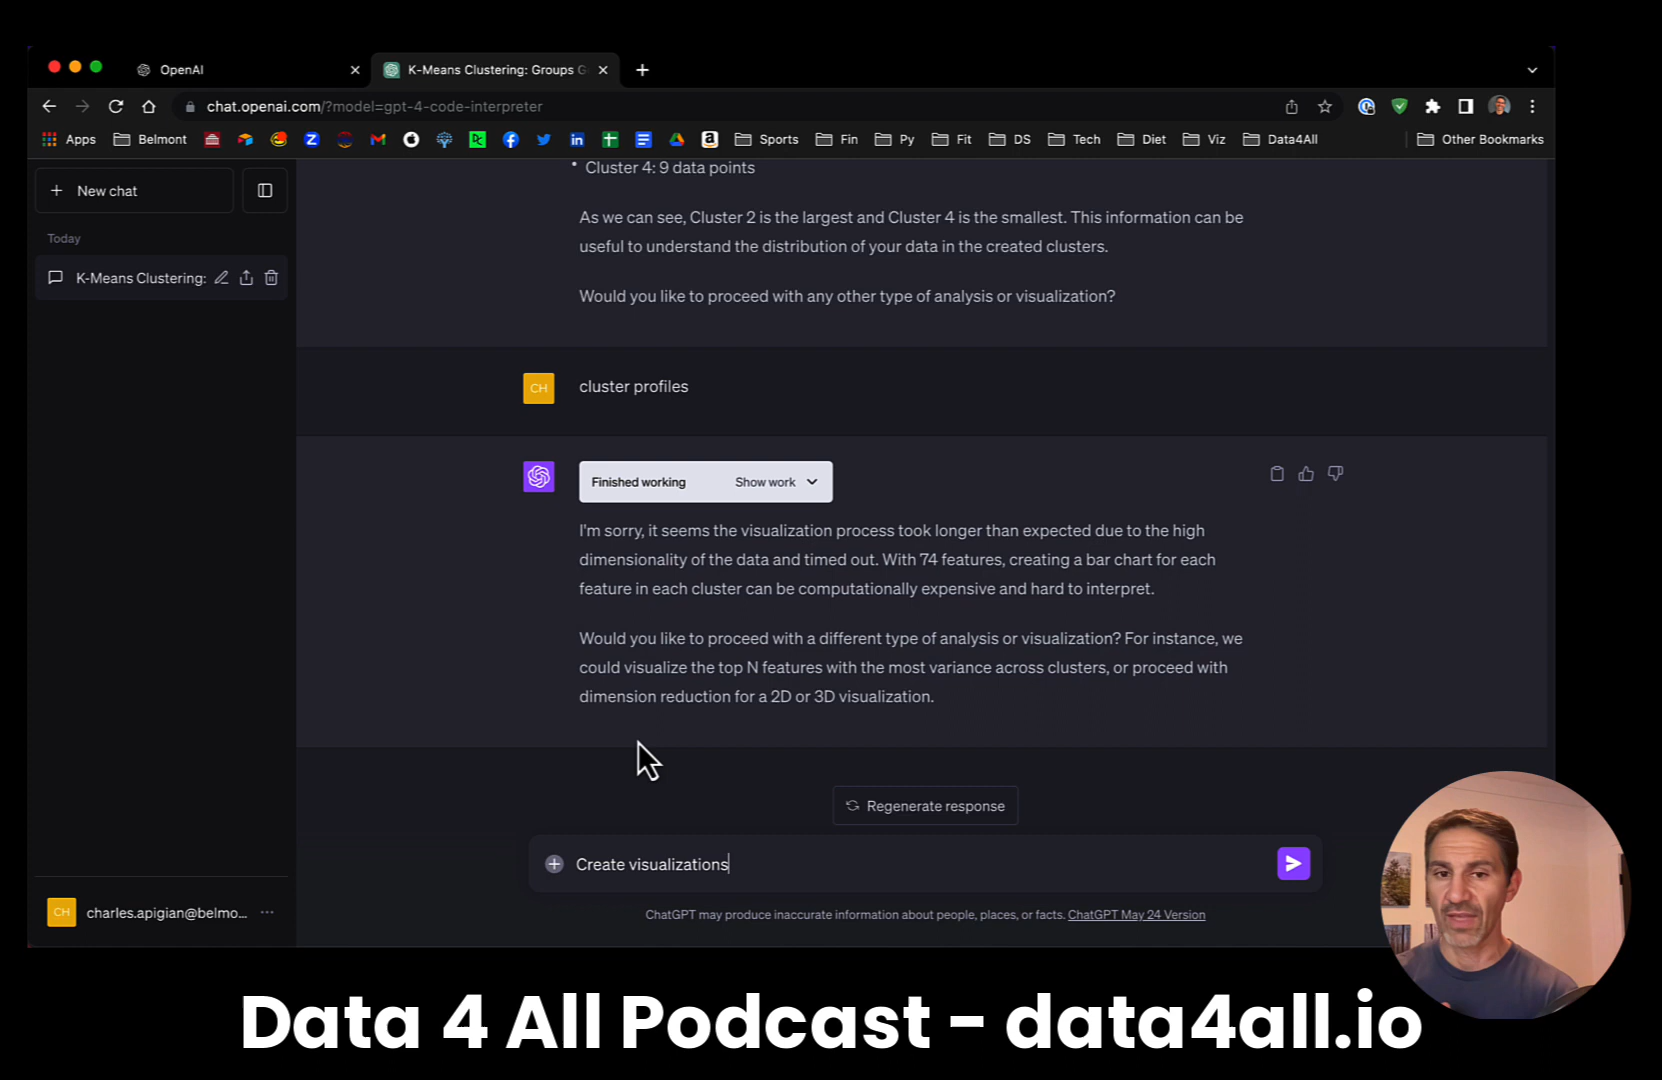 OpenAI
K-Means Clustering: Groups G
chat.openai.com/?model=gpt-4-code-interpreter
Apps
Belmont
Sports
Fin
Py
Fit
DS
Tech
Diet
Viz
Data4All
Other Bookmarks
New chat
Today
K-Means Clustering:
Cluster 4: 9 data points
As we can see, Cluster 2 is the largest and Cluster 4 is the smallest. This information can be
useful to understand the distribution of your data in the created clusters.
Would you like to proceed with any other type of analysis or visualization?
CH
cluster profiles
Finished working
Show work
I'm sorry, it seems the visualization process took longer than expected due to the high
dimensionality of the data and timed out. With 74 features, creating a bar chart for each
feature in each cluster can be computationally expensive and hard to interpret.
Would you like to proceed with a different type of analysis or visualization? For instance, we
could visualize the top N features with the most variance across clusters, or proceed with
dimension reduction for a 2D or 3D visualization.
Regenerate response
Create visualizations
ChatGPT may produce inaccurate information about people, places, or facts. ChatGPT May 24 Version
CH
charles.apigian@belmo...
Data 4 All Podcast - data4all.io